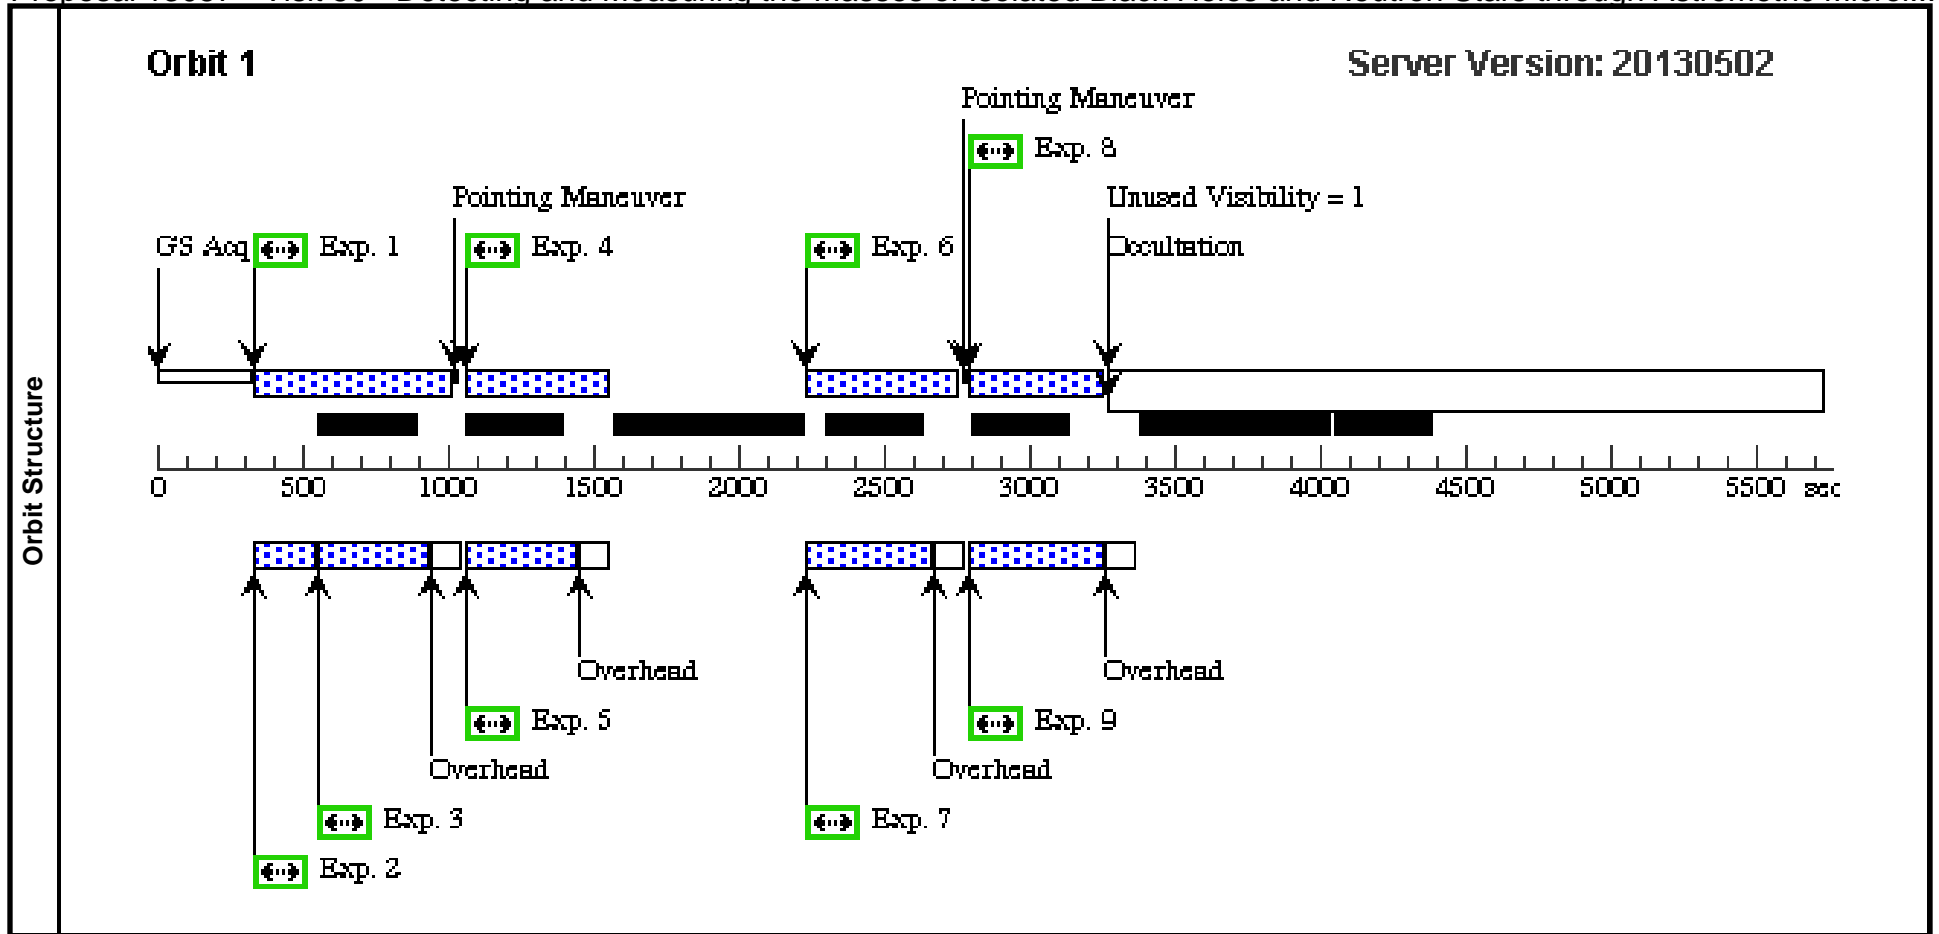 Orbit 1
Server Version: 20130502
Pointing Maneuver
Exp. 8
Pointing Maneuver
Unused Visibility = 1
GS Acq
Exp. 1
Exp. 4
Exp. 6
Occultation
Orbit Structure
0 500 1000 1500 2000 2500 3000 3500 4000 4500 5000 5500 sec
Overhead
Overhead
Exp. 5
Exp. 9
Overhead
Overhead
Exp. 3
Exp. 7
Exp. 2